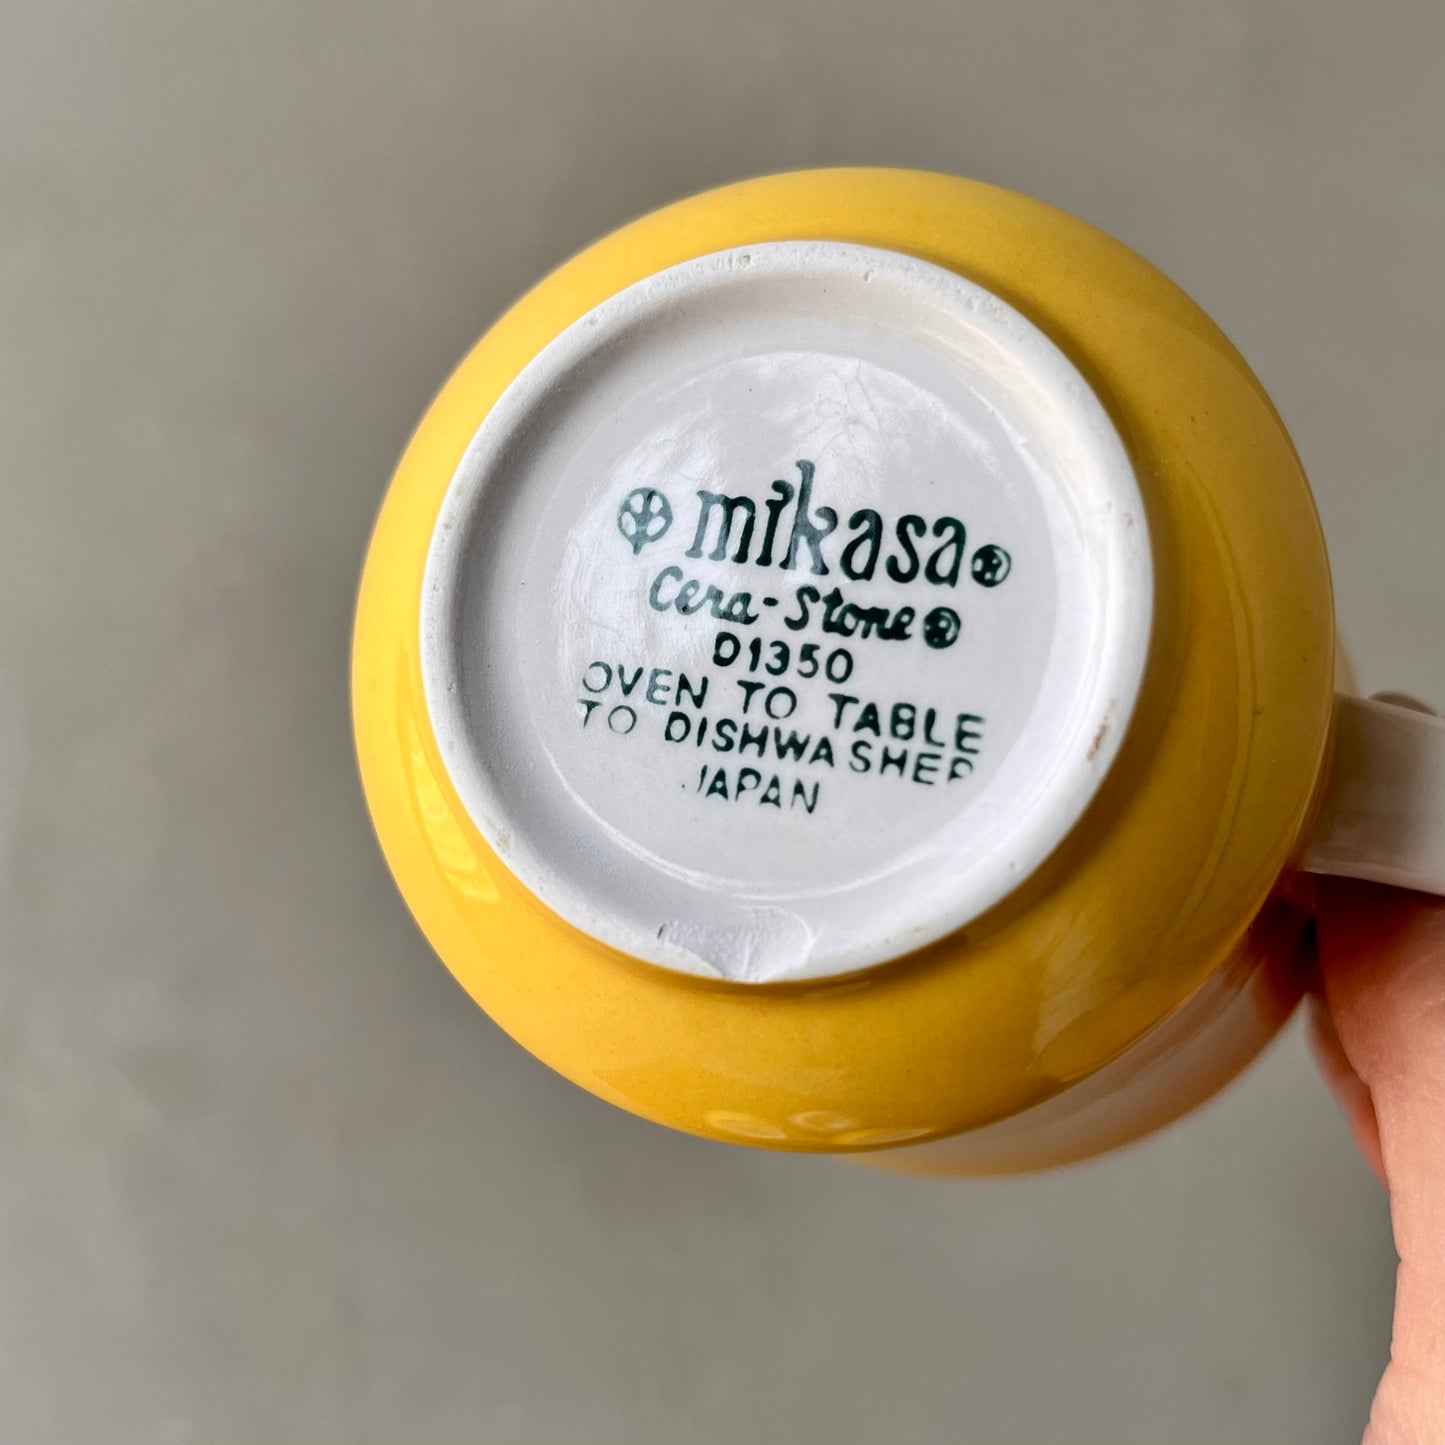 mikasa®
Cera-Stone®
D1350
OVEN TO TABLE
TO DISHWASHER
JAPAN